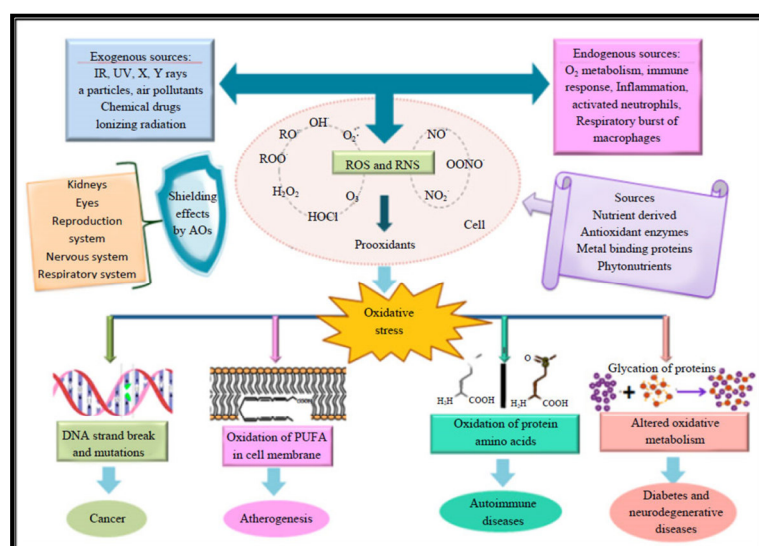 Exogenous sources:
IR, UV, X, Y rays
a particles, air pollutants
Chemical drugs
Ionizing radiation
Endogenous sources:
O₂ metabolism, immune
response, Inflammation,
activated neutrophils,
Respiratory burst of
macrophages
OH
RO
ROO
H₂O₂
HOCl
O₂⁻
O₃
ROS and RNS
NO
OONO
NO₂
Prooxidants
Cell
Kidneys
Eyes
Reproduction
system
Nervous system
Respiratory system
Shielding
effects
by AOs
Sources
Nutrient derived
Antioxidant enzymes
Metal binding proteins
Phytonutrients
Oxidative
stress
COOH
H₂H
O
COOH
H₂H
Glycation of proteins
+
DNA strand break
and mutations
Oxidation of PUFA
in cell membrane
Oxidation of protein
amino acids
Altered oxidative
metabolism
Cancer
Atherogenesis
Autoimmune
diseases
Diabetes and
neurodegenerative
diseases